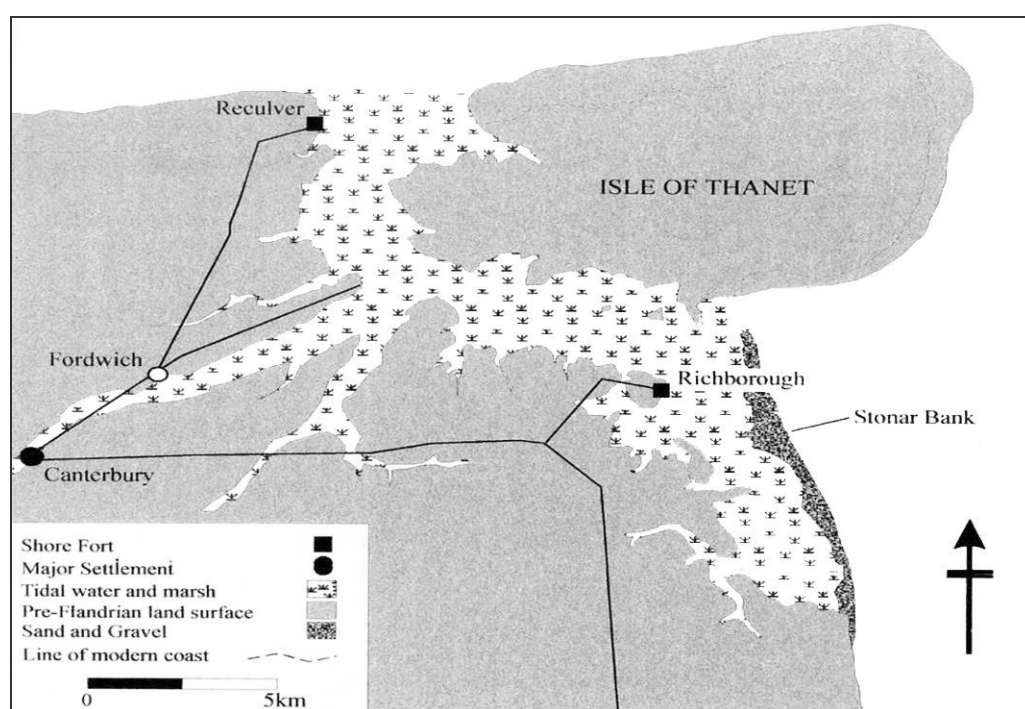 Reculver
ISLE OF THANET
Fordwich
Richborough
Stonar Bank
Canterbury
Shore Fort
Major Settlement
Tidal water and marsh
Pre-Flandrian land surface
Sand and Gravel
Line of modern coast
0 5km